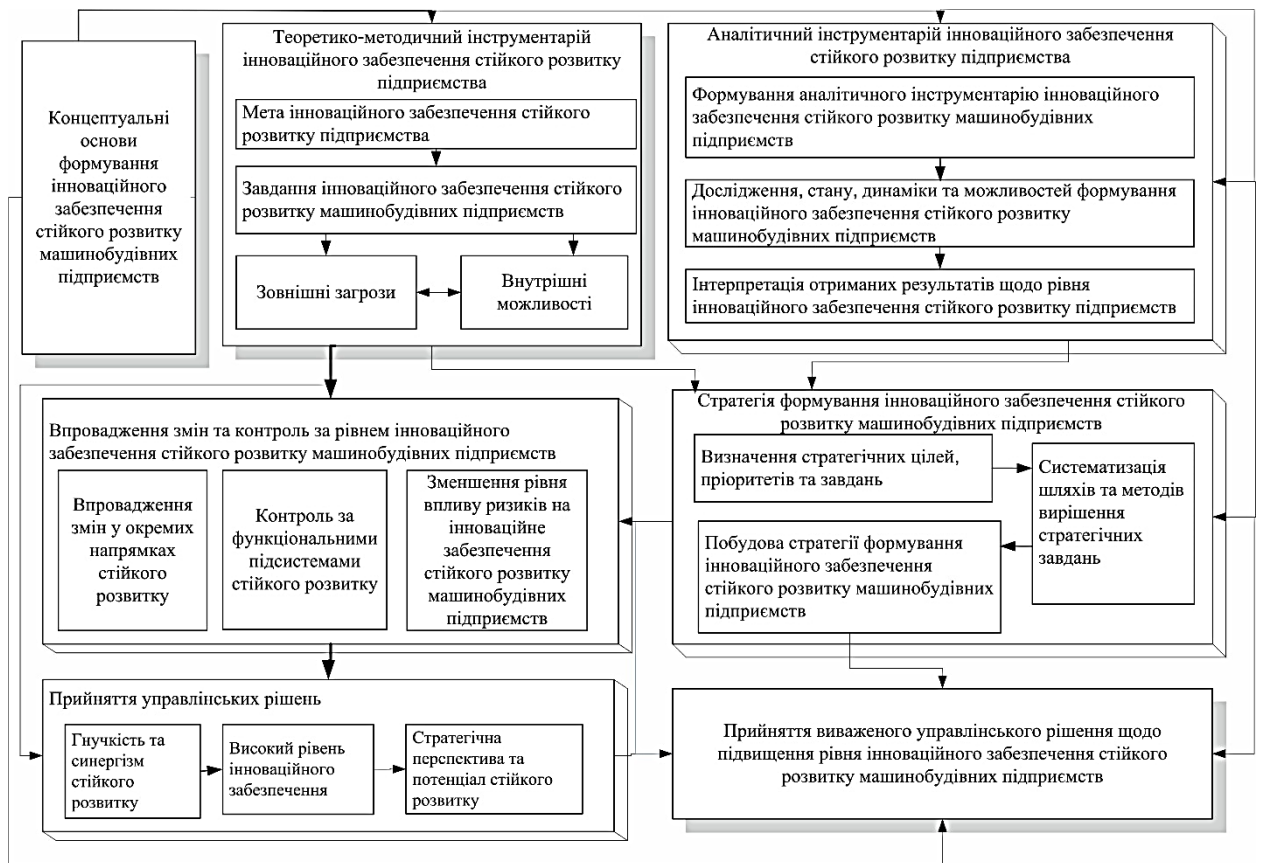 Концептуальні
основи
формування
інноваційного
забезпечення
стійкого розвитку
машинобудівних
підприємств
Теоретико-методичний інструментарій
інноваційного забезпечення стійкого розвитку
підприємства
Мета інноваційного забезпечення стійкого
розвитку підприємства
Завдання інноваційного забезпечення стійкого
розвитку машинобудівних підприємств
Зовнішні загрози
Внутрішні
можливості
Аналітичний інструментарій інноваційного забезпечення
стійкого розвитку підприємства
Формування аналітичного інструментарію інноваційного
забезпечення стійкого розвитку машинобудівних
підприємств
Дослідження, стану, динаміки та можливостей формування
інноваційного забезпечення стійкого розвитку
машинобудівних підприємств
Інтерпретація отриманих результатів щодо рівня
інноваційного забезпечення стійкого розвитку підприємств
Впровадження змін та контроль за рівнем інноваційного
забезпечення стійкого розвитку машинобудівних підприємств
Впровадження
змін у окремих
напрямках
стійкого
розвитку
Контроль за
функціональними
підсистемами
стійкого розвитку
Зменшення рівня
впливу ризиків на
інноваційне
забезпечення
стійкого розвитку
машинобудівних
підприємств
Стратегія формування інноваційного забезпечення стійкого
розвитку машинобудівних підприємств
Визначення стратегічних цілей,
пріоритетів та завдань
Систематизація
шляхів та методів
вирішення
стратегічних
завдань
Побудова стратегії формування
інноваційного забезпечення
стійкого розвитку машинобудівних
підприємств
Прийняття управлінських рішень
Гнучкість та
синергізм
стійкого
розвитку
Високий рівень
інноваційного
забезпечення
Стратегічна
перспектива та
потенціал стійкого
розвитку
Прийняття виваженого управлінського рішення щодо
підвищення рівня інноваційного забезпечення стійкого
розвитку машинобудівних підприємств